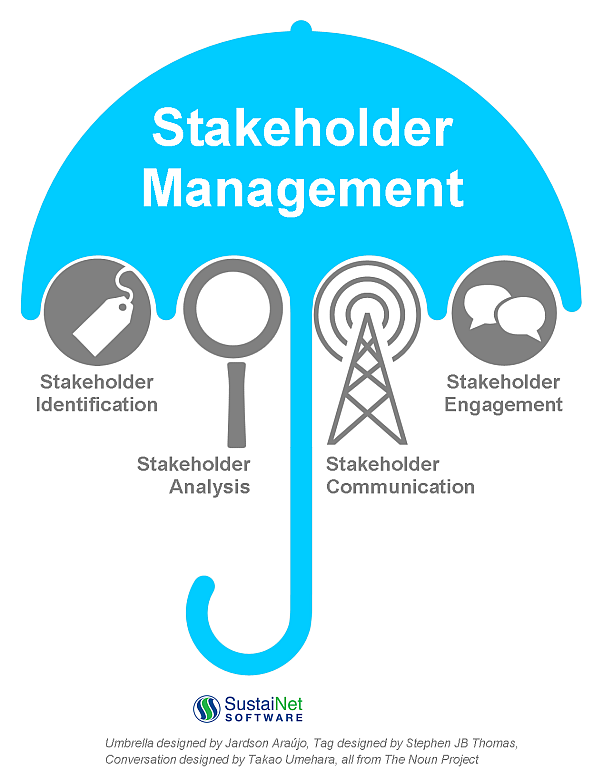 Stakeholder
Management
Stakeholder
Identification
Stakeholder
Analysis
Stakeholder
Communication
Stakeholder
Engagement
SustaiNet
SOFTWARE
Umbrella designed by Jardson Araújo, Tag designed by Stephen JB Thomas,
Conversation designed by Takao Umehara, all from The Noun Project